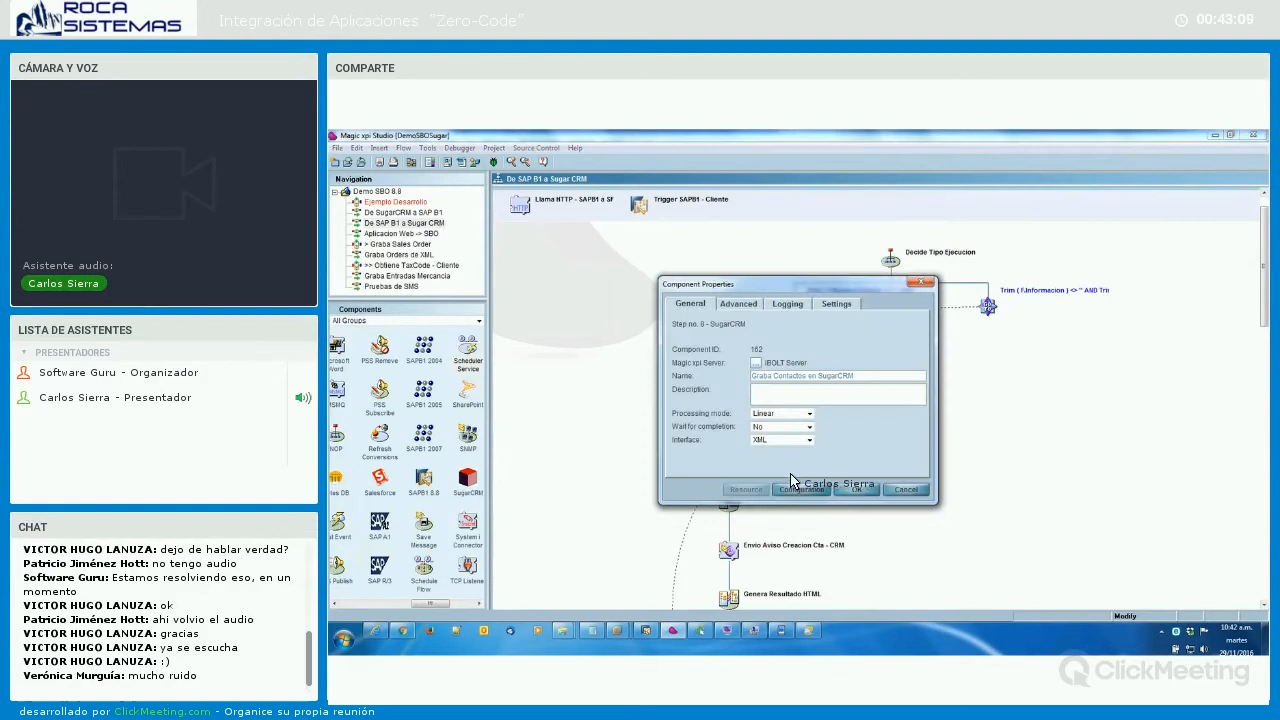 ROCA
SISTEMAS
Integración de Aplicaciones "Zero-Code"
00:43:09
CÁMARA Y VOZ
Asistente audio:
Carlos Sierra
LISTA DE ASISTENTES
PRESENTADORES
Software Guru - Organizador
Carlos Sierra - Presentador
CHAT
VICTOR HUGO LANUZA: dejo de hablar verdad?
Patricio Jiménez Hott: no tengo audio
Software Guru: Estamos resolviendo eso, en un
momento
VICTOR HUGO LANUZA: ok
Patricio Jiménez Hott: ahi volvio el audio
VICTOR HUGO LANUZA: gracias
VICTOR HUGO LANUZA: ya se escucha
VICTOR HUGO LANUZA: :)
Verónica Murguía: mucho ruido
COMPARTE
Magic xpi Studio [DemoSBOSugar]
File Edit Insert Flow Tools Debugger Project Source Control Help
Navigation
Demo SBO 8.8
Ejemplo Desarrollo
De SugarCRM a SAP B1
De SAP B1 a Sugar CRM
Aplicacion Web -> SBO
> Graba Sales Order
Graba Orders de XML
>> Obtiene TaxCode - Cliente
Graba Entradas Mercancia
Pruebas de SMS
Components
All Groups
Word
PSS Remove
SAPB1 2004
Scheduler
Service
MSMQ
PSS
Subscribe
SAPB1 2005
SharePoint
Refresh
Conversions
SAPB1 2007
SNMP
Salesforce
SAPB1 8.8
SugarCRM
SAP A1
Save
Message
System i
Connector
SAP R/3
Schedule
Flow
TCP Listener
De SAP B1 a Sugar CRM
Llama HTTP - SAPB1 a SF
HTTP
Trigger SAPB1 - Cliente
Decide Tipo Ejecucion
Trim ( F.Informacion ) <> '' AND Tri
Component Properties
General Advanced Logging Settings
Step no. 8 - SugarCRM
Component ID: 162
Magic xpi Server: iBOLT Server
Name: Graba Contactos en SugarCRM
Description:
Processing mode: Linear
Wait for completion: No
Interface: XML
Carlos Sierra
Resource Configuration OK Cancel
Envio Aviso Creacion Cta - CRM
Genera Resultado HTML
Modify
10:42 a.m.
martes
29/11/2016
ClickMeeting
desarrollado por ClickMeeting.com - Organice su propia reunión